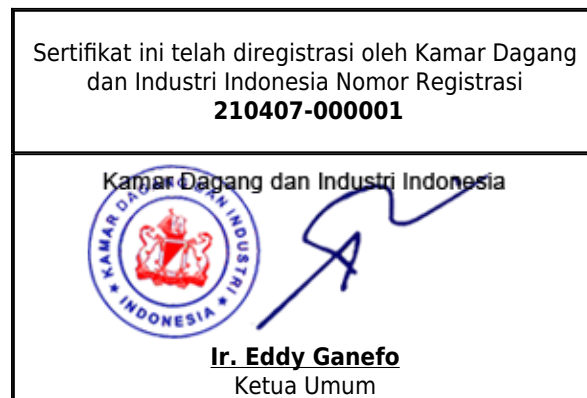 Sertifikat ini telah diregistrasi oleh Kamar Dagang
dan Industri Indonesia Nomor Registrasi
210407-000001
Kamar Dagang dan Industri Indonesia
KAMAR DAGANG DAN INDUSTRI
INDONESIA
Ir. Eddy Ganefo
Ketua Umum